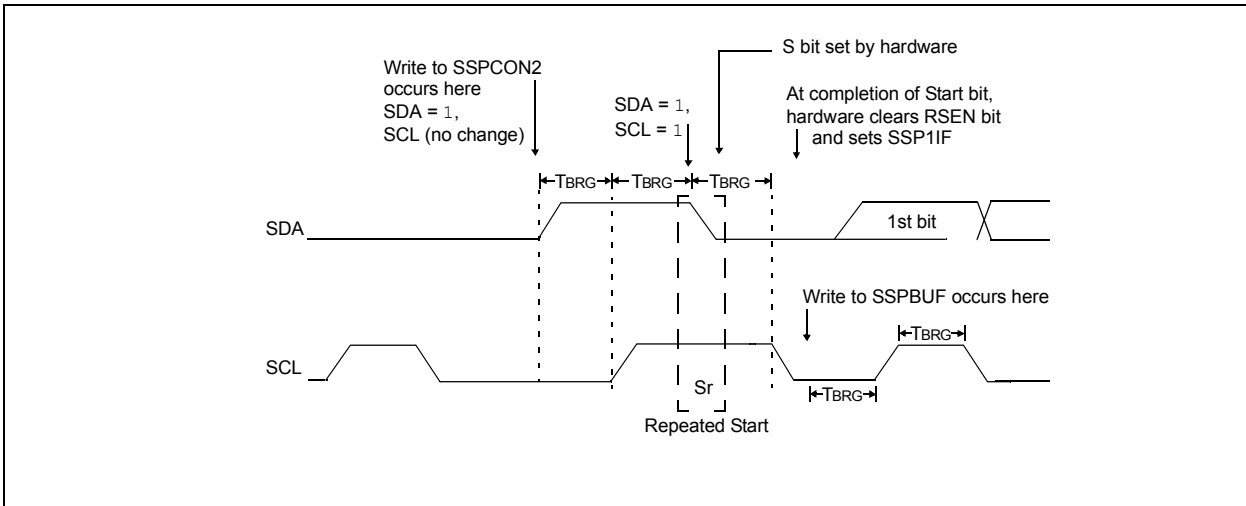 S bit set by hardware
Write to SSPCON2
occurs here
SDA = 1,
SCL (no change)
SDA = 1,
SCL = 1
At completion of Start bit,
hardware clears RSEN bit
and sets SSP1IF
TBRG TBRG TBRG
SDA
1st bit
Write to SSPBUF occurs here
TBRG
SCL
Sr
TBRG
Repeated Start